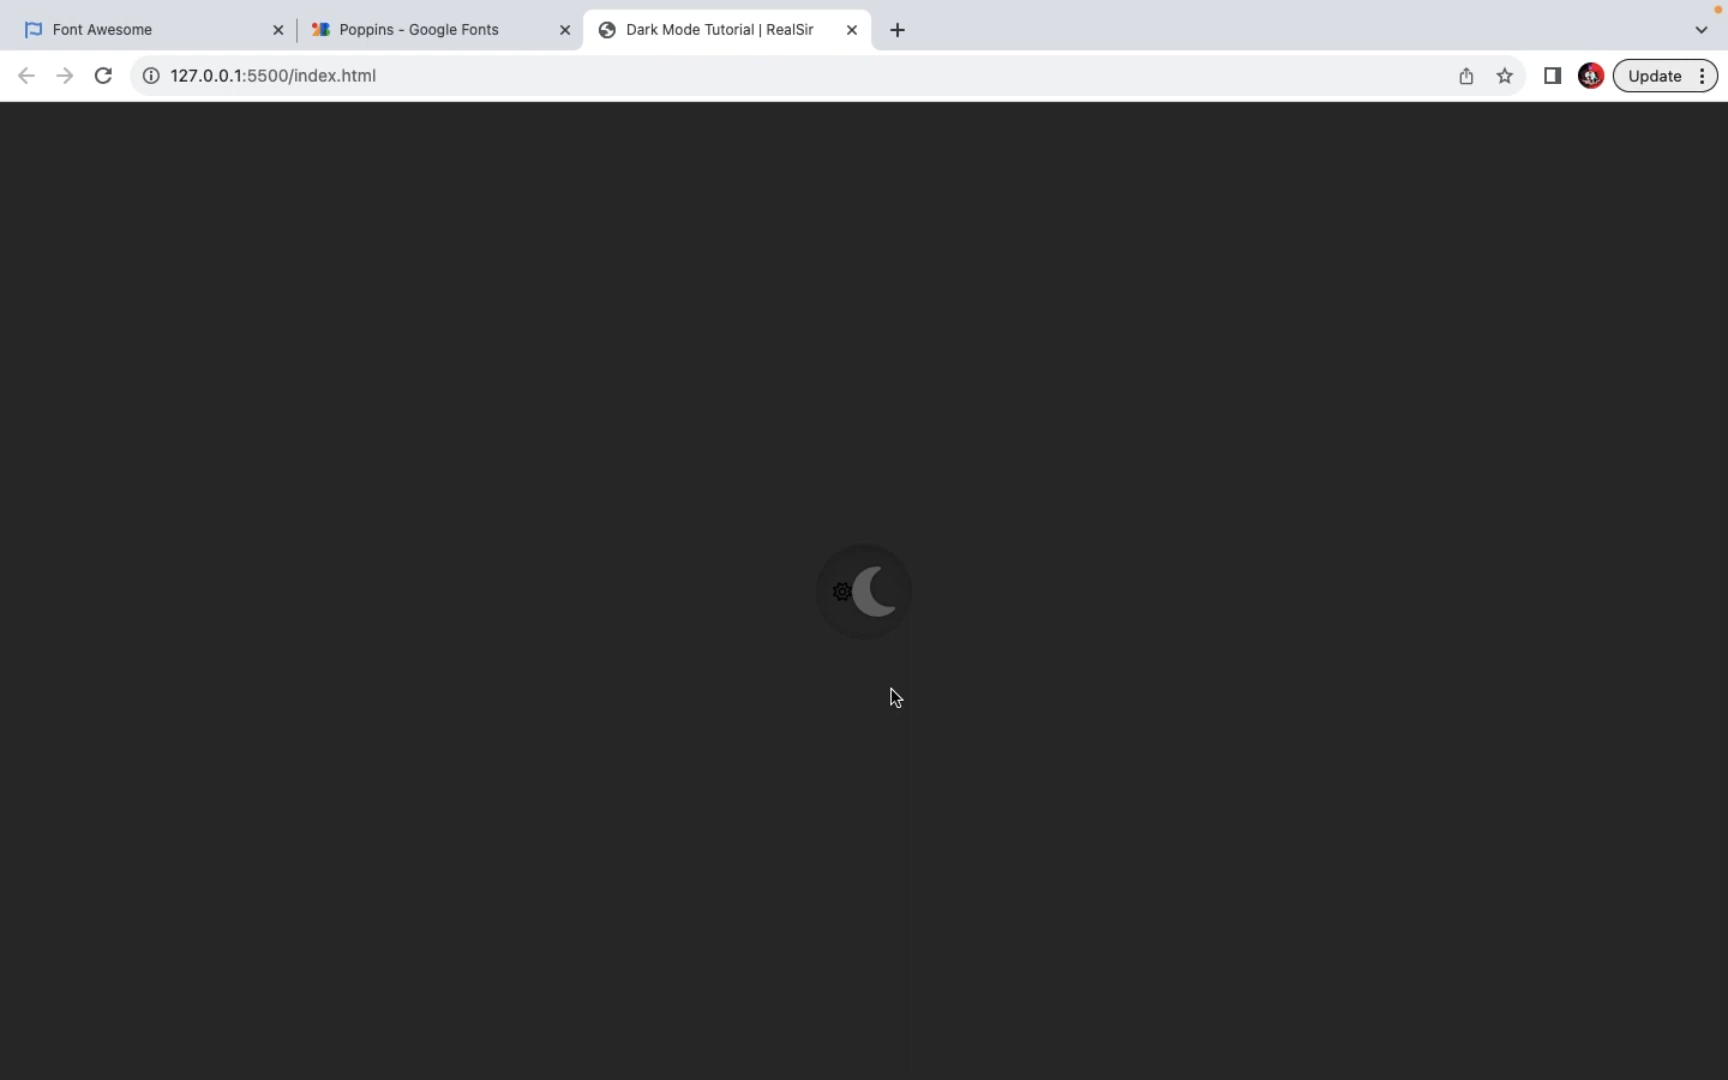 Font Awesome
Poppins - Google Fonts
Dark Mode Tutorial | RealSir
127.0.0.1:5500/index.html
Update